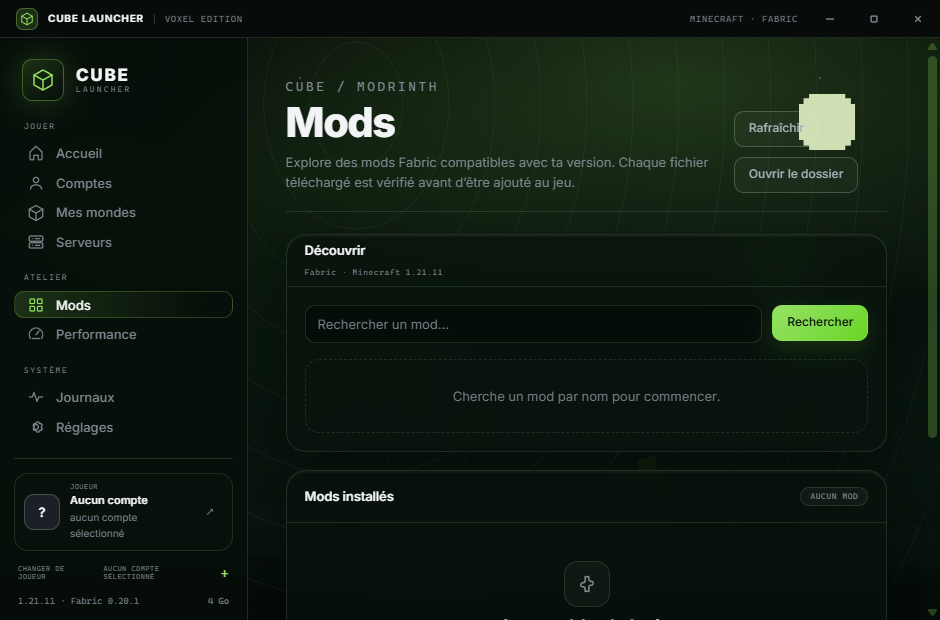 CUBE LAUNCHER VOXEL EDITION MINECRAFT · FABRIC
CUBE
LAUNCHER
JOUER
Accueil
Comptes
Mes mondes
Serveurs
ATELIER
Mods
Performance
SYSTÈME
Journaux
Réglages
?
JOUEUR
Aucun compte
aucun compte
sélectionné
CHANGER DE
JOUEUR
AUCUN COMPTE
SÉLECTIONNÉ
+
1.21.11 · Fabric 0.20.1 4 Go
CUBE / MODRINTH
Mods
Explore des mods Fabric compatibles avec ta version. Chaque fichier
téléchargé est vérifié avant d’être ajouté au jeu.
Rafraîchir
Ouvrir le dossier
Découvrir
Fabric · Minecraft 1.21.11
Rechercher un mod...
Rechercher
Cherche un mod par nom pour commencer.
Mods installés
AUCUN MOD